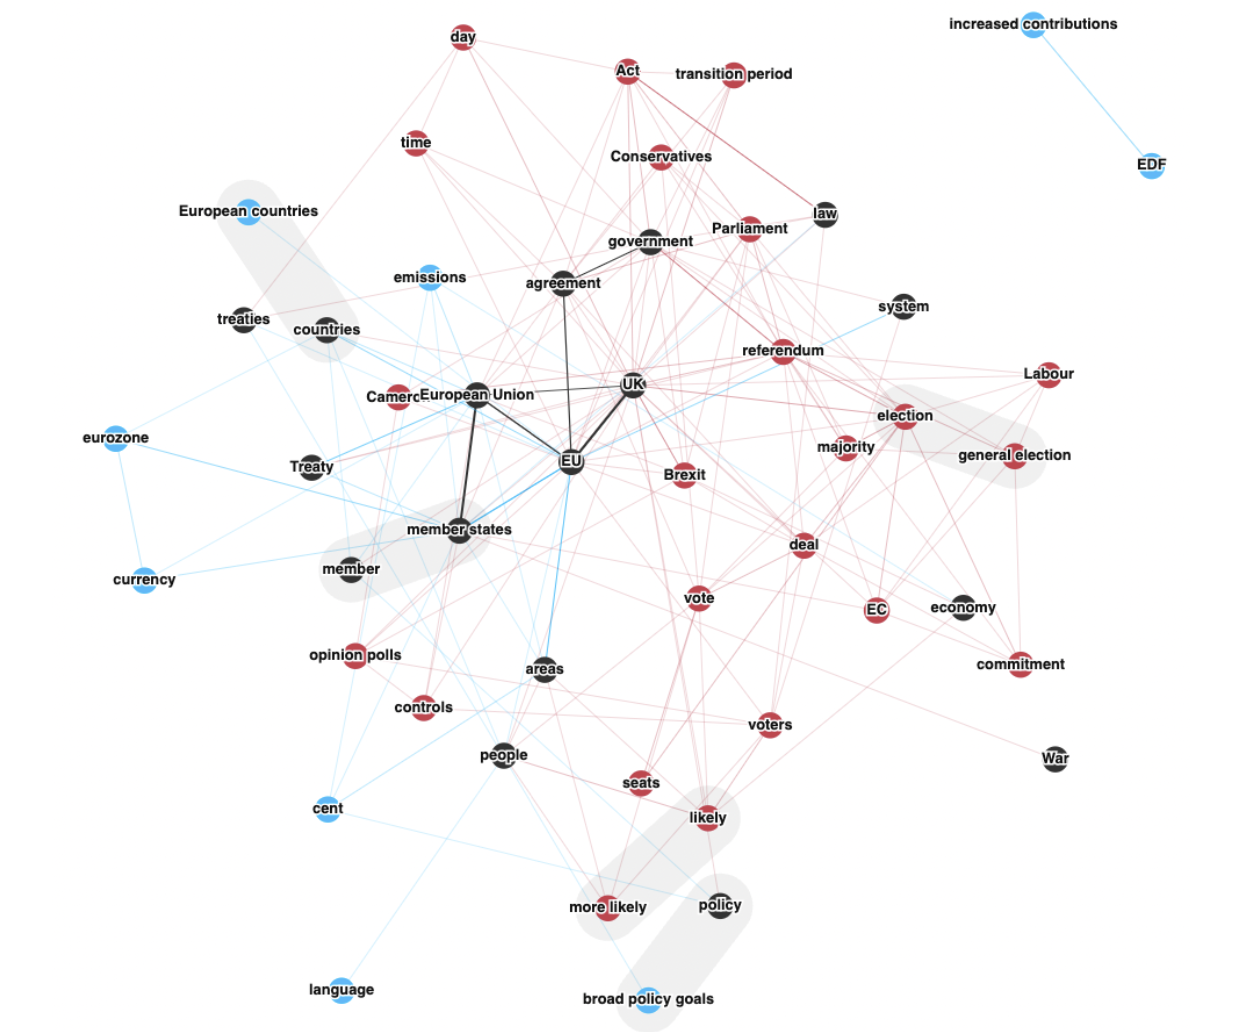 increased contributions
day
Act
transition period
time
Conservatives
EDF
European countries
law
Parliament
government
emissions
agreement
system
treaties
countries
referendum
Labour
UK
European Union
election
eurozone
majority
general election
EU
Treaty
Brexit
member states
deal
member
currency
vote
EC
economy
opinion polls
commitment
areas
controls
voters
people
War
seats
cent
likely
more likely
policy
language
broad policy goals